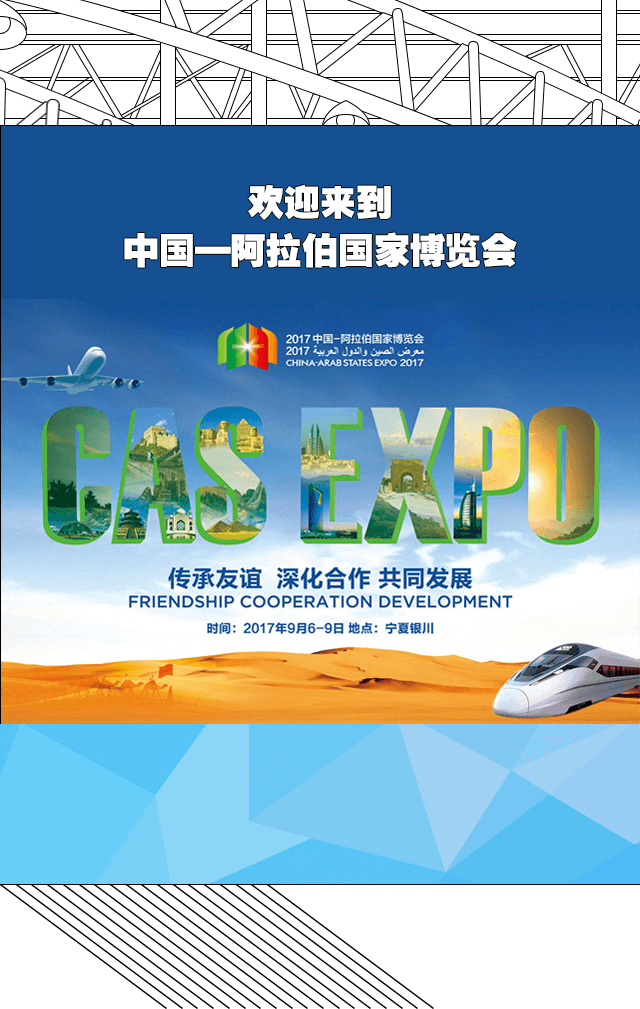 欢迎来到
中国—阿拉伯国家博览会
2017 中国-阿拉伯国家博览会
معرض الصين والدول العربية 2017
CHINA-ARAB STATES EXPO 2017
CAS EXPO
传承友谊 深化合作 共同发展
FRIENDSHIP COOPERATION DEVELOPMENT
时间：2017年9月6-9日 地点：宁夏银川